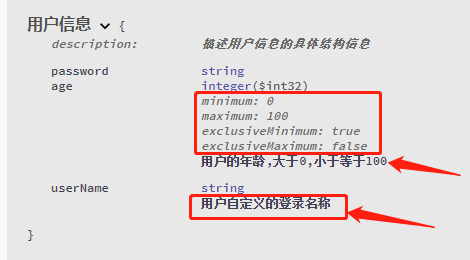 用户信息 {
description: 描述用户信息的具体结构信息
password string
age integer($int32)
minimum: 0
maximum: 100
exclusiveMinimum: true
exclusiveMaximum: false
用户的年龄,大于0,小于等于100
userName string
用户自定义的登录名称
}